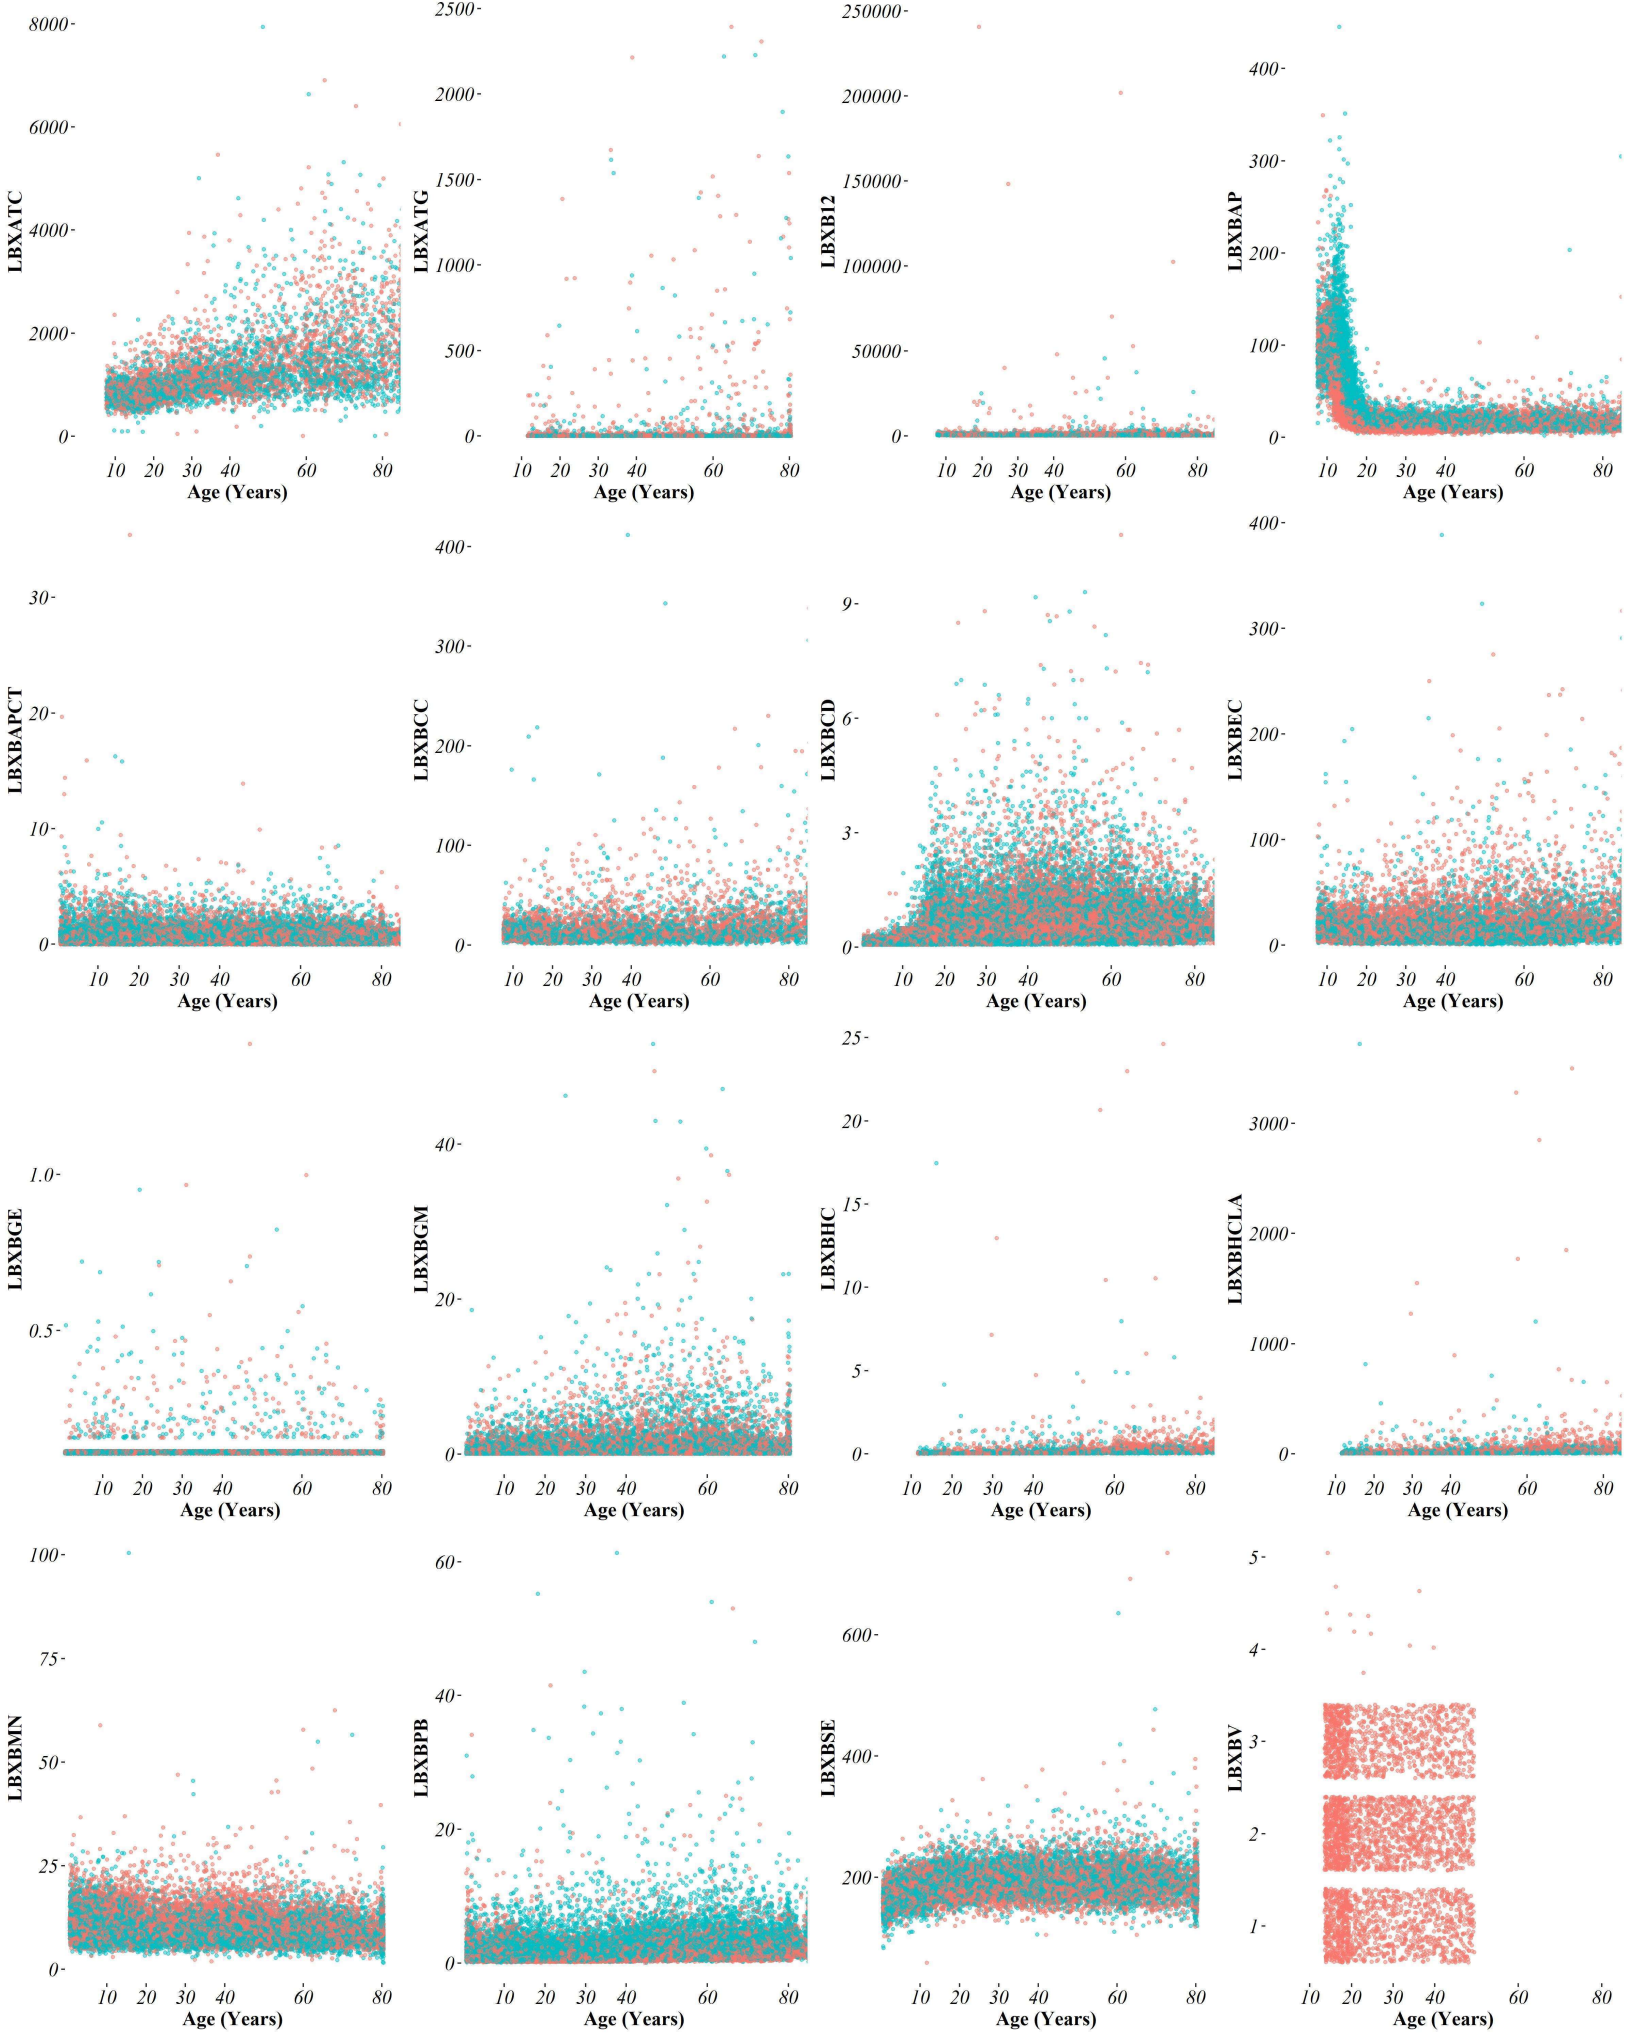 LBXATC
8000-
6000-
4000-
2000-
0-
10 20 30 40 60 80
Age (Years)
LBXATG
2500-
2000-
1500-
1000-
500-
0-
10 20 30 40 60 80
Age (Years)
LBXB12
250000-
200000-
150000-
100000-
50000-
0-
10 20 30 40 60 80
Age (Years)
LBXBAP
400-
300-
200-
100-
0-
10 20 30 40 60 80
Age (Years)
LBXBAPCT
30-
20-
10-
0-
10 20 30 40 60 80
Age (Years)
LBXBCC
400-
300-
200-
100-
0-
10 20 30 40 60 80
Age (Years)
LBXBCD
9-
6-
3-
0-
10 20 30 40 60 80
Age (Years)
LBXBEC
400-
300-
200-
100-
0-
10 20 30 40 60 80
Age (Years)
LBXBGE
1.0-
0.5-
10 20 30 40 60 80
Age (Years)
LBXBGM
40-
20-
0-
10 20 30 40 60 80
Age (Years)
LBXBHC
25-
20-
15-
10-
5-
0-
10 20 30 40 60 80
Age (Years)
LBXBHCLA
3000-
2000-
1000-
0-
10 20 30 40 60 80
Age (Years)
LBXBMN
100-
75-
50-
25-
0-
10 20 30 40 60 80
Age (Years)
LBXBPB
60-
40-
20-
0-
10 20 30 40 60 80
Age (Years)
LBXBSE
600-
400-
200-
10 20 30 40 60 80
Age (Years)
LBXBV
5-
4-
3-
2-
1-
10 20 30 40 60 80
Age (Years)